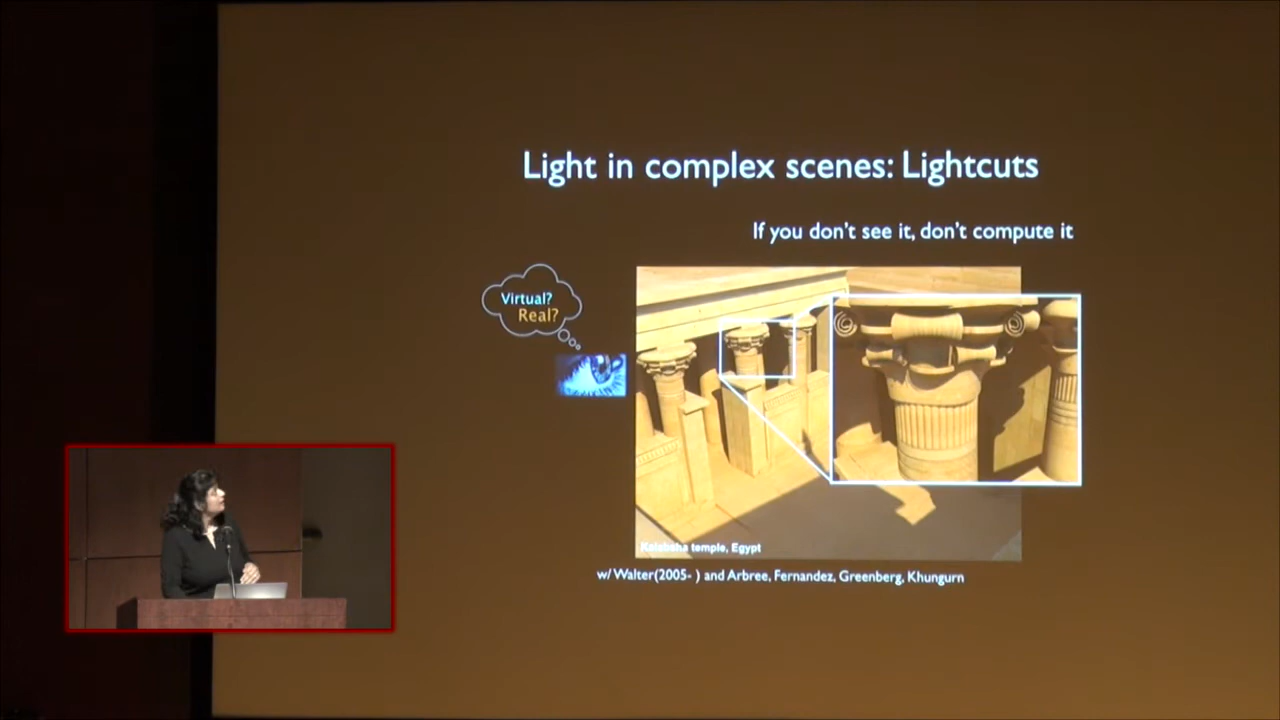 Light in complex scenes: Lightcuts
If you don't see it, don't compute it
Virtual?
Real?
Kalabsha temple, Egypt
w/ Walter(2005- ) and Arbree, Fernandez, Greenberg, Khungurn